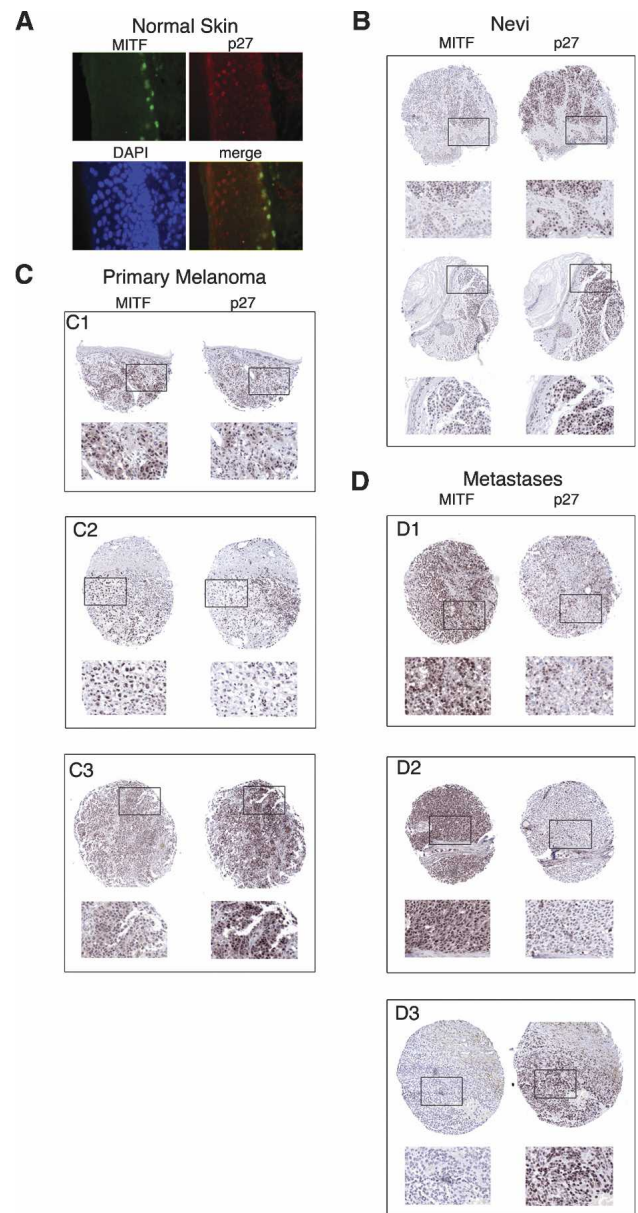 A
Normal Skin
MITF p27
DAPI merge
B
Nevi
MITF p27
C
Primary Melanoma
MITF p27
C1
C2
C3
D
Metastases
MITF p27
D1
D2
D3